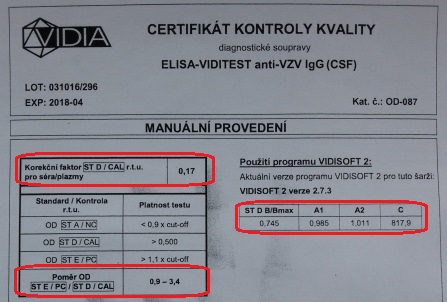 VIDIA
CERTIFIKÁT KONTROLY KVALITY
diagnostické soupravy
ELISA-VIDITEST anti-VZV IgG (CSF)
LOT: 031016/296
EXP: 2018-04
Kat. č.: OD-087
MANUÁLNÍ PROVEDENÍ
Korekční faktor ST D / CAL r.t.u. pro séra/plazmy 0,17
Standard / Kontrola r.t.u. Platnost testu
OD ST A / NC < 0,9 x cut-off
OD ST D / CAL > 0,500
OD ST E / PC > 1,1 x cut-off
Poměr OD ST E / PC / ST D / CAL 0,9 – 3,4
Použití programu VIDISOFT 2:
Aktuální verze programu VIDISOFT 2 pro tuto šarži:
VIDISOFT 2 verze 2.7.3
ST D B/Bmax A1 A2 C
0,745 0,985 1,011 817,9